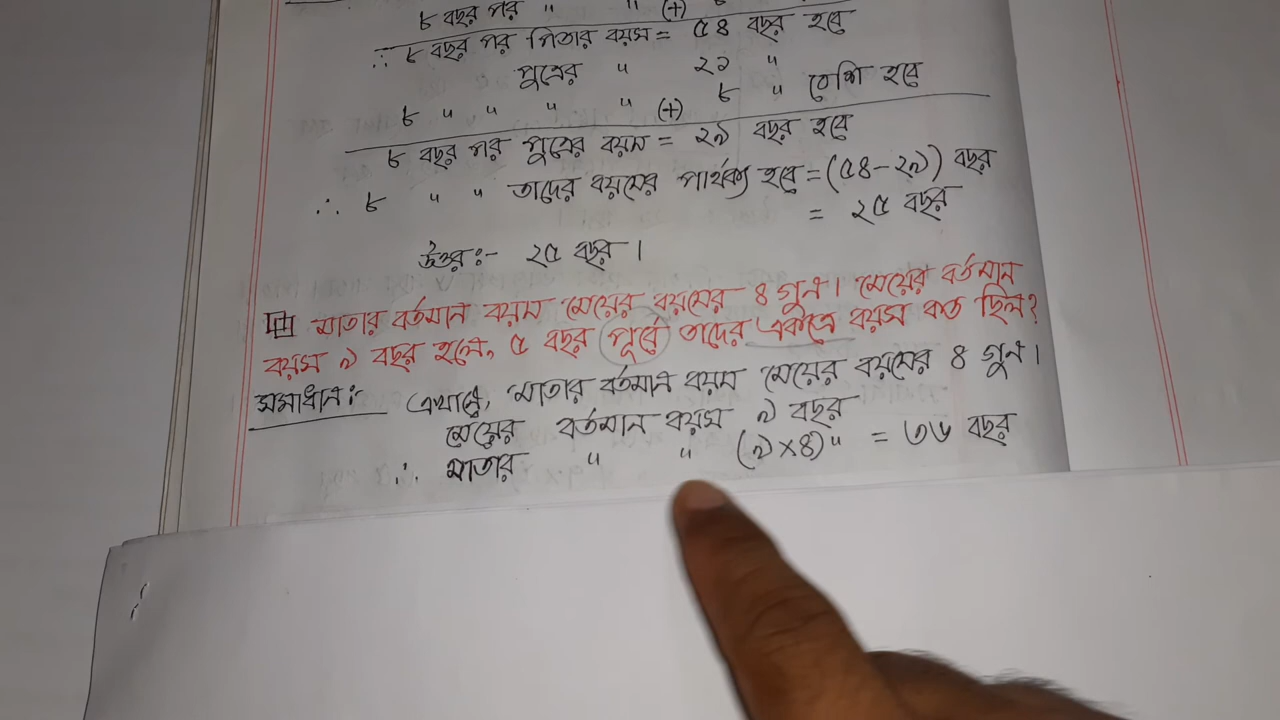 ৮ বছর পর " " (+) ৮
∴ ৮ বছর পর পিতার বয়স = ৫৪ বছর হবে
পুত্রের " ২১ "
৮ " " " " (+) ৮ " বেশি হবে
৮ বছর পর পুত্রের বয়স = ২৯ বছর হবে
∴ ৮ " " তাদের বয়সের পার্থক্য হবে = (৫৪-২৯) বছর
= ২৫ বছর
উত্তর:- ২৫ বছর।
মাতার বর্তমান বয়স মেয়ের বয়সের ৪ গুন। মেয়ের বর্তমান
বয়স ৯ বছর হলে, ৫ বছর পূর্বে তাদের একত্রে বয়স কত ছিল?
সমাধান:- এখানে, মাতার বর্তমান বয়স মেয়ের বয়সের ৪ গুন।
মেয়ের বর্তমান বয়স ৯ বছর
∴ মাতার " " (৯×৪) " = ৩৬ বছর